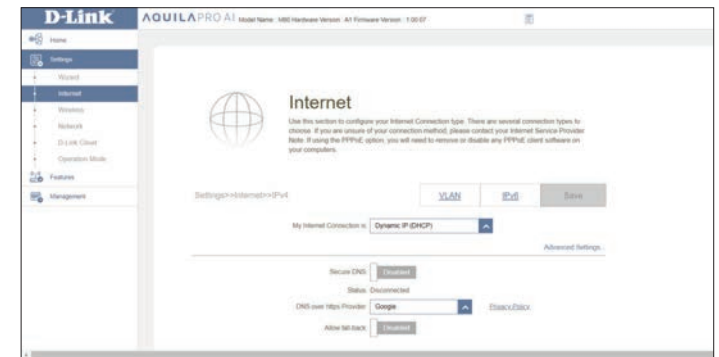 D-Link
AQUILA PRO AI Model Name : M60 Hardware Version : A1 Firmware Version : 1.00.07
Home
Settings
Wizard
Internet
Wireless
Network
D-Link Cloud
Operation Mode
Features
Management
Internet
Use this section to configure your Internet Connection type. There are several connection types to
choose. If you are unsure of your connection method, please contact your Internet Service Provider
Note: If using the PPPoE option, you will need to remove or disable any PPPoE client software on
your computers.
Settings>>Internet>>IPv4
VLAN
IPv6
Save
My Internet Connection is: Dynamic IP (DHCP)
Advanced Settings...
Secure DNS: Disabled
Status: Disconnected
DNS over https Provider: Google Privacy Policy
Allow fall-back: Disabled